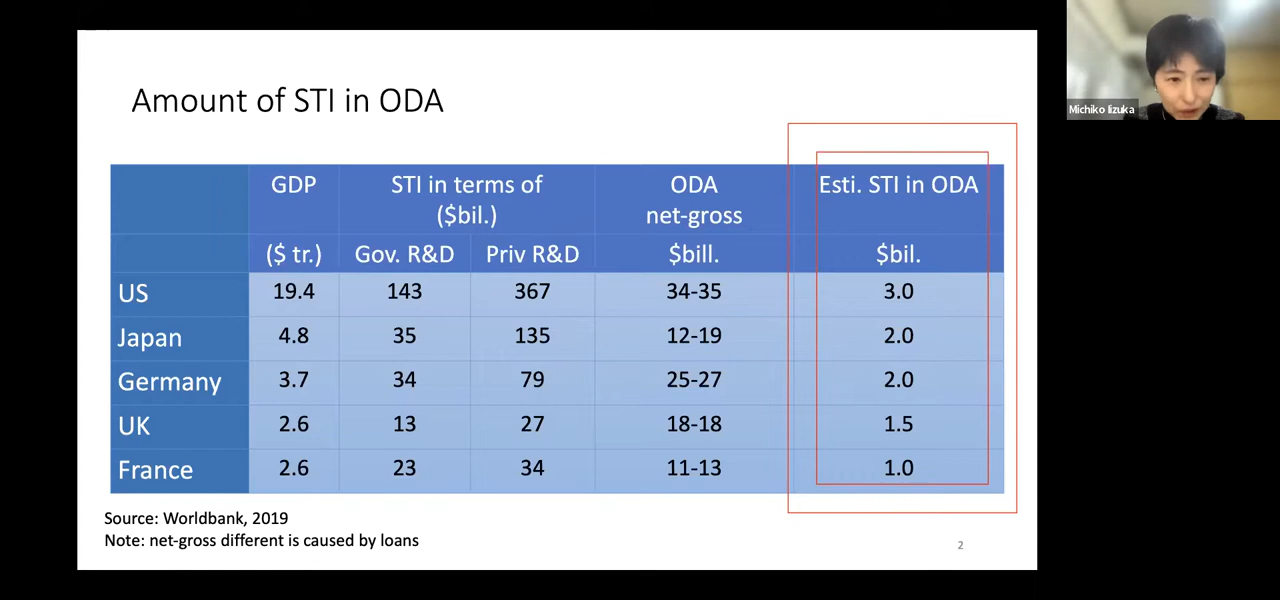 Amount of STI in ODA
Michiko Iizuka
GDP STI in terms of ODA Esti. STI in ODA
($bil.) net-gross
($ tr.) Gov. R&D Priv R&D $bill. $bil.
US 19.4 143 367 34-35 3.0
Japan 4.8 35 135 12-19 2.0
Germany 3.7 34 79 25-27 2.0
UK 2.6 13 27 18-18 1.5
France 2.6 23 34 11-13 1.0
Source: Worldbank, 2019
Note: net-gross different is caused by loans
2